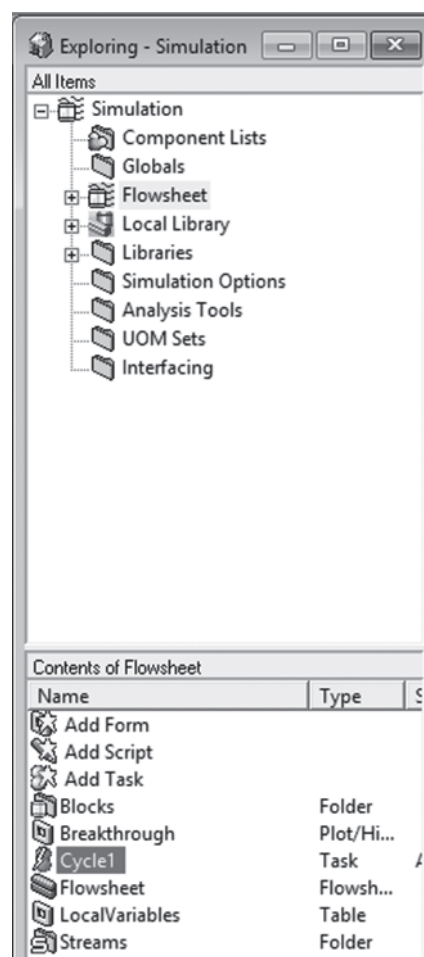 Exploring - Simulation
All Items
Simulation
Component Lists
Globals
Flowsheet
Local Library
Libraries
Simulation Options
Analysis Tools
UOM Sets
Interfacing
Contents of Flowsheet
Name Type
Add Form
Add Script
Add Task
Blocks Folder
Breakthrough Plot/Hi...
Cycle1 Task
Flowsheet Flowsh...
LocalVariables Table
Streams Folder